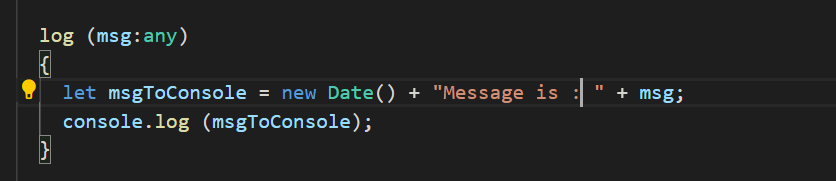 log (msg:any)
{
let msgToConsole = new Date() + "Message is : " + msg;
console.log (msgToConsole);
}